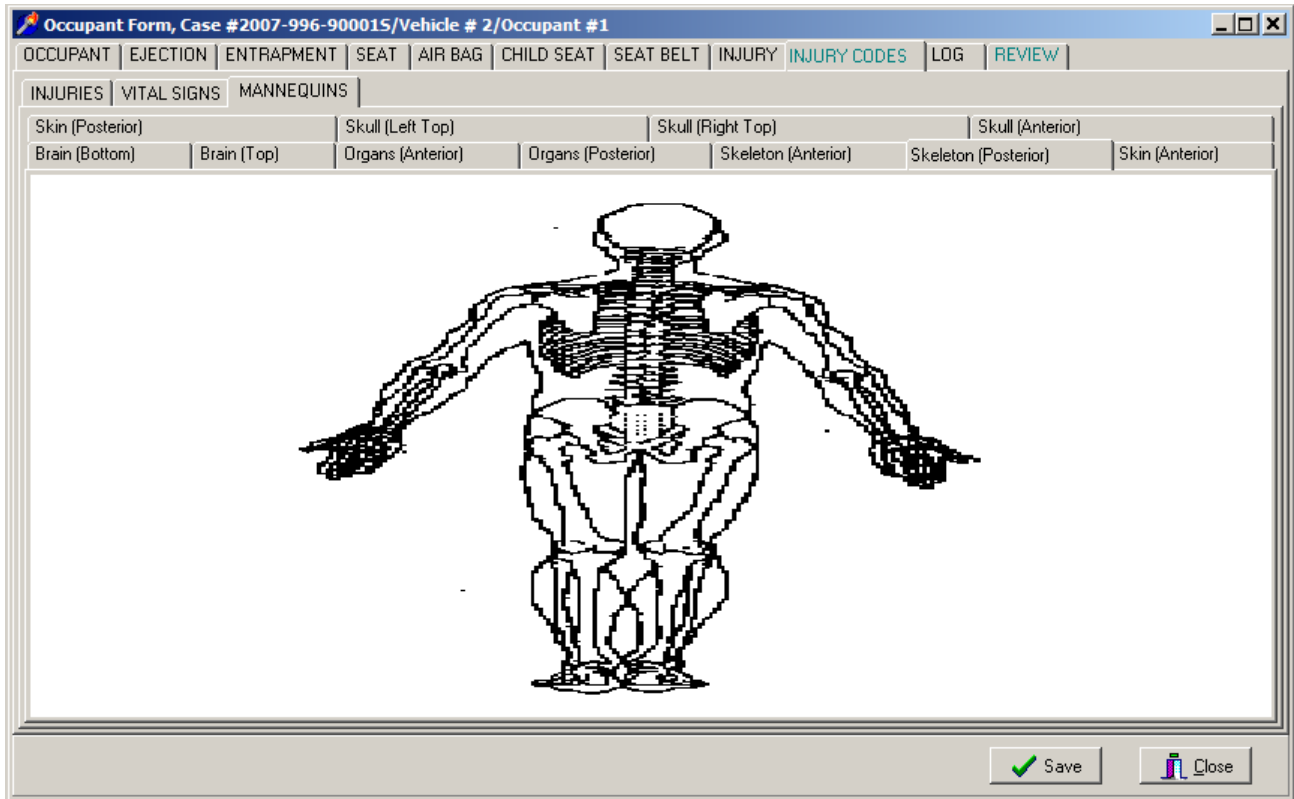 Occupant Form, Case #2007-996-90001S/Vehicle # 2/Occupant #1
OCCUPANT EJECTION ENTRAPMENT SEAT AIR BAG CHILD SEAT SEAT BELT INJURY INJURY CODES LOG REVIEW
INJURIES VITAL SIGNS MANNEQUINS
Skin (Posterior) Skull (Left Top) Skull (Right Top) Skull (Anterior)
Brain (Bottom) Brain (Top) Organs (Anterior) Organs (Posterior) Skeleton (Anterior) Skeleton (Posterior) Skin (Anterior)
Save Close